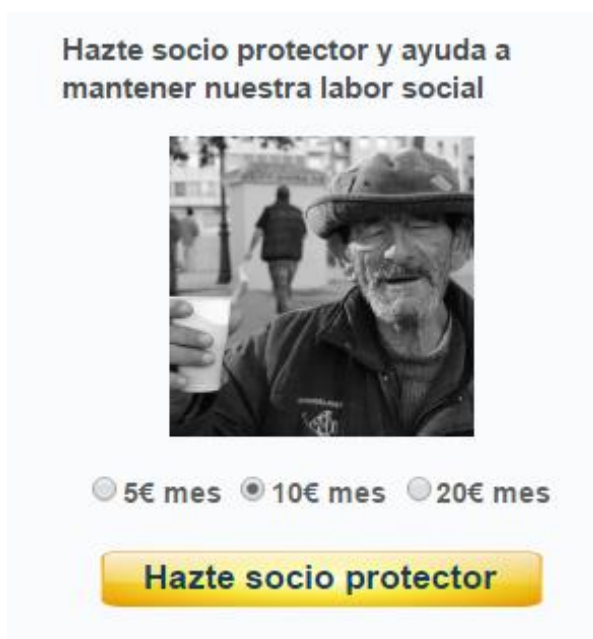 Hazte socio protector y ayuda a
mantener nuestra labor social
5€ mes 10€ mes 20€ mes
Hazte socio protector